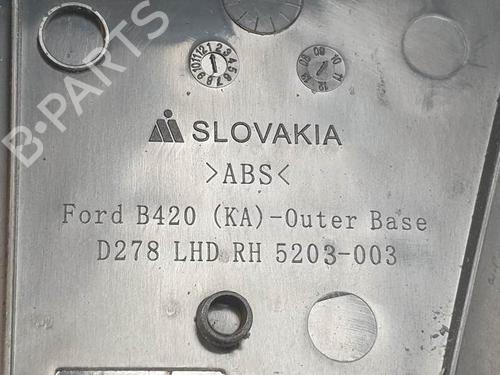 B-PARTS
SLOVAKIA
>ABS<
Ford B420 (KA)-Outer Base
D278 LHD RH 5203-003